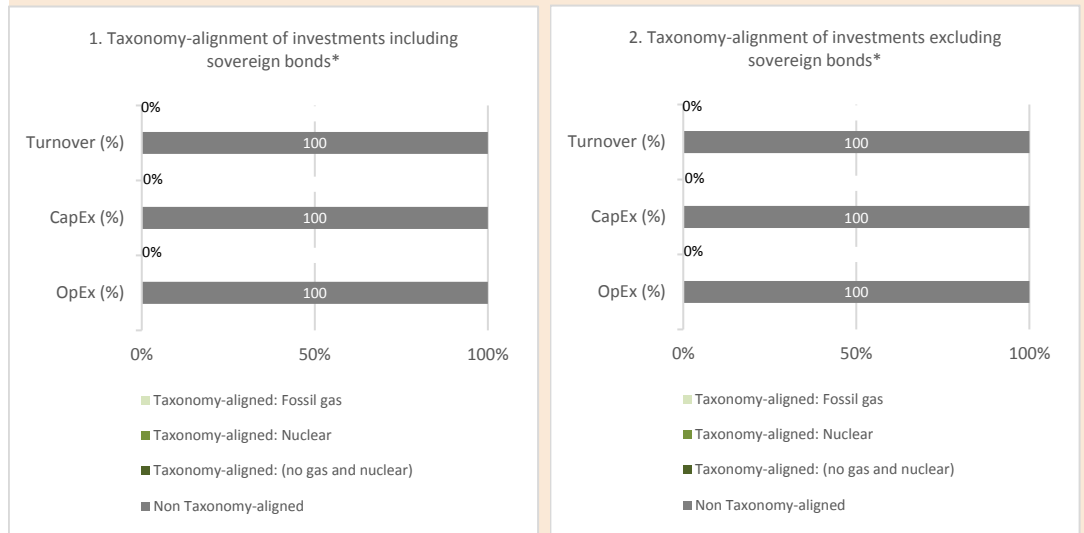 1. Taxonomy-alignment of investments including
sovereign bonds*
0%
Turnover (%)
100
0%
CapEx (%)
100
0%
OpEx (%)
100
0%
50%
100%
Taxonomy-aligned: Fossil gas
Taxonomy-aligned: Nuclear
Taxonomy-aligned: (no gas and nuclear)
Non Taxonomy-aligned
2. Taxonomy-alignment of investments excluding
sovereign bonds*
0%
Turnover (%)
100
0%
CapEx (%)
100
0%
OpEx (%)
100
0%
50%
100%
Taxonomy-aligned: Fossil gas
Taxonomy-aligned: Nuclear
Taxonomy-aligned: (no gas and nuclear)
Non Taxonomy-aligned